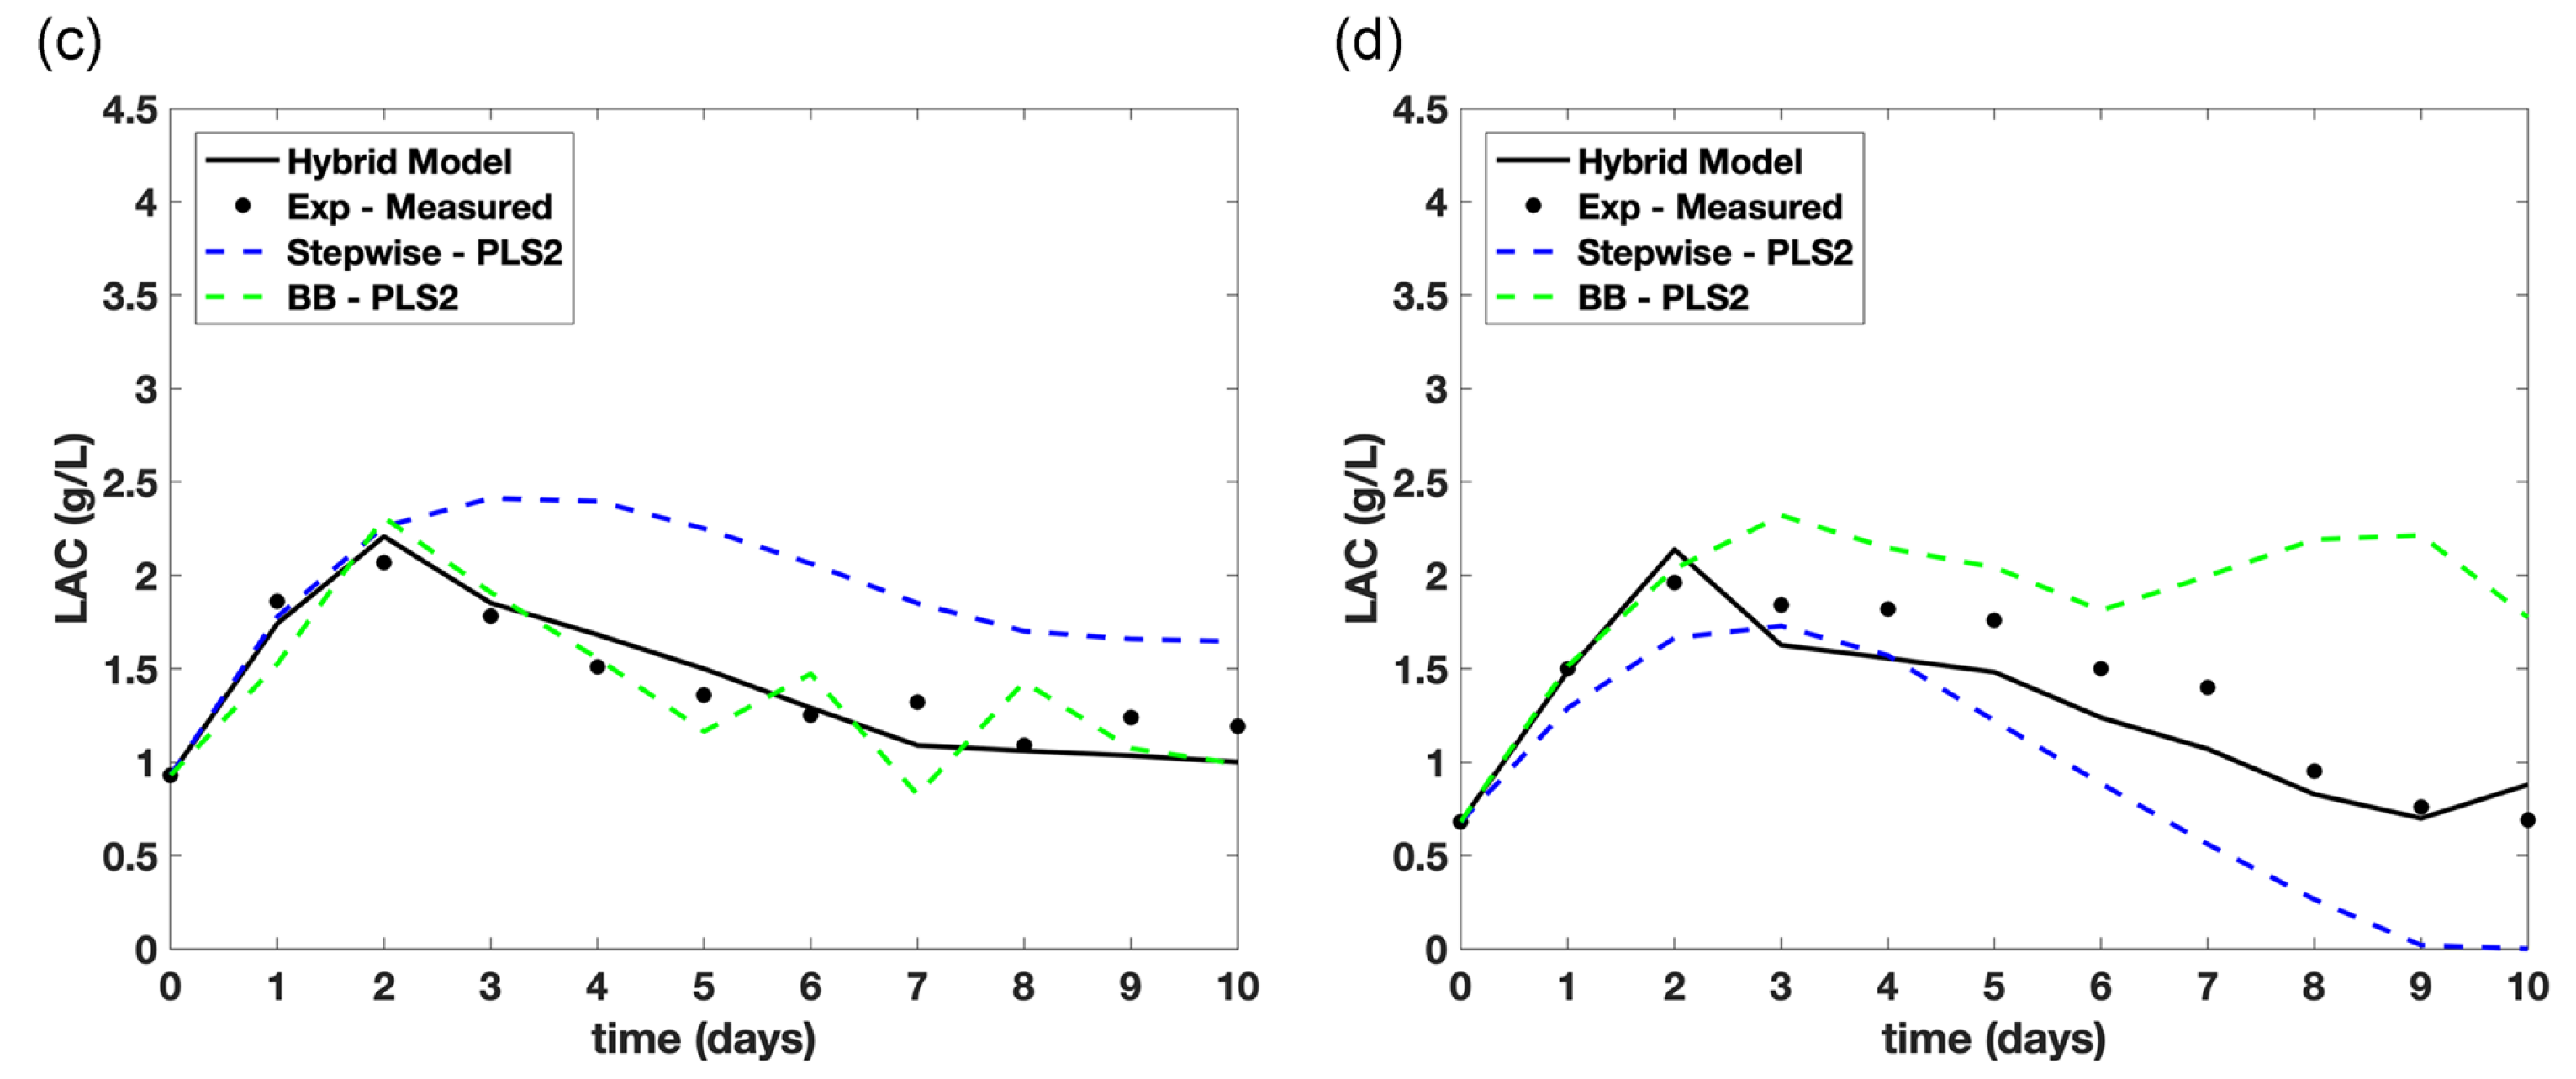 (c)
4.5
4
3.5
3
2.5
2
1.5
1
0.5
0
LAC (g/L)
Hybrid Model
Exp - Measured
Stepwise - PLS2
BB - PLS2
0 1 2 3 4 5 6 7 8 9 10
time (days)
(d)
4.5
4
3.5
3
2.5
2
1.5
1
0.5
0
LAC (g/L)
Hybrid Model
Exp - Measured
Stepwise - PLS2
BB - PLS2
0 1 2 3 4 5 6 7 8 9 10
time (days)